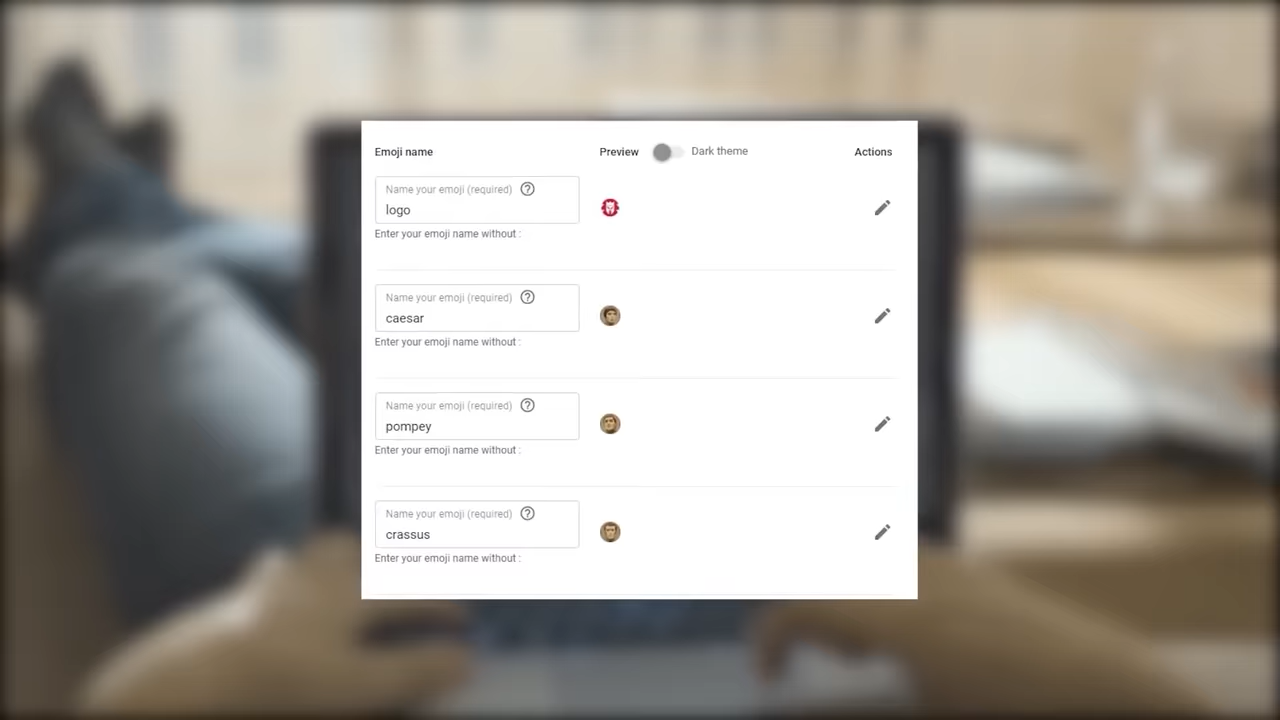 Emoji name Preview Dark theme Actions
Name your emoji (required)
logo
Enter your emoji name without :
Name your emoji (required)
caesar
Enter your emoji name without :
Name your emoji (required)
pompey
Enter your emoji name without :
Name your emoji (required)
crassus
Enter your emoji name without :